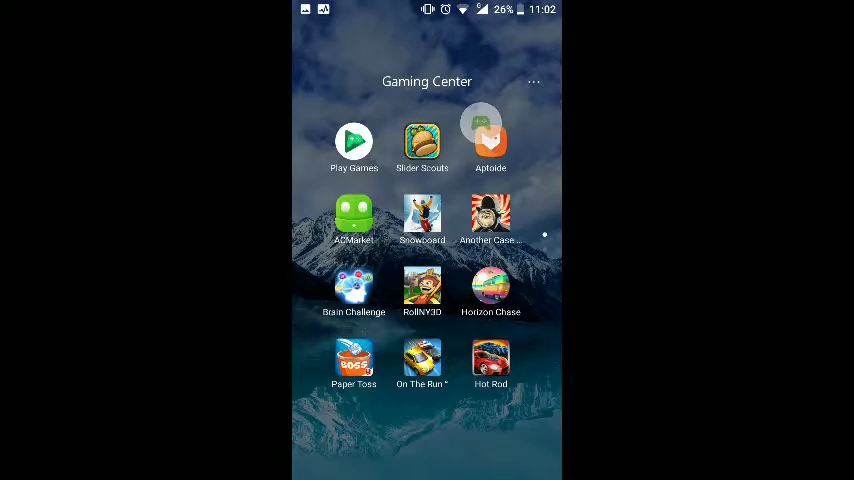 G 26% 11:02
Gaming Center
Play Games Slider Scouts Aptoide
ACMarket Snowboard Another Case ...
Brain Challenge RollNY3D Horizon Chase
BOSS
Paper Toss On The Run " Hot Rod